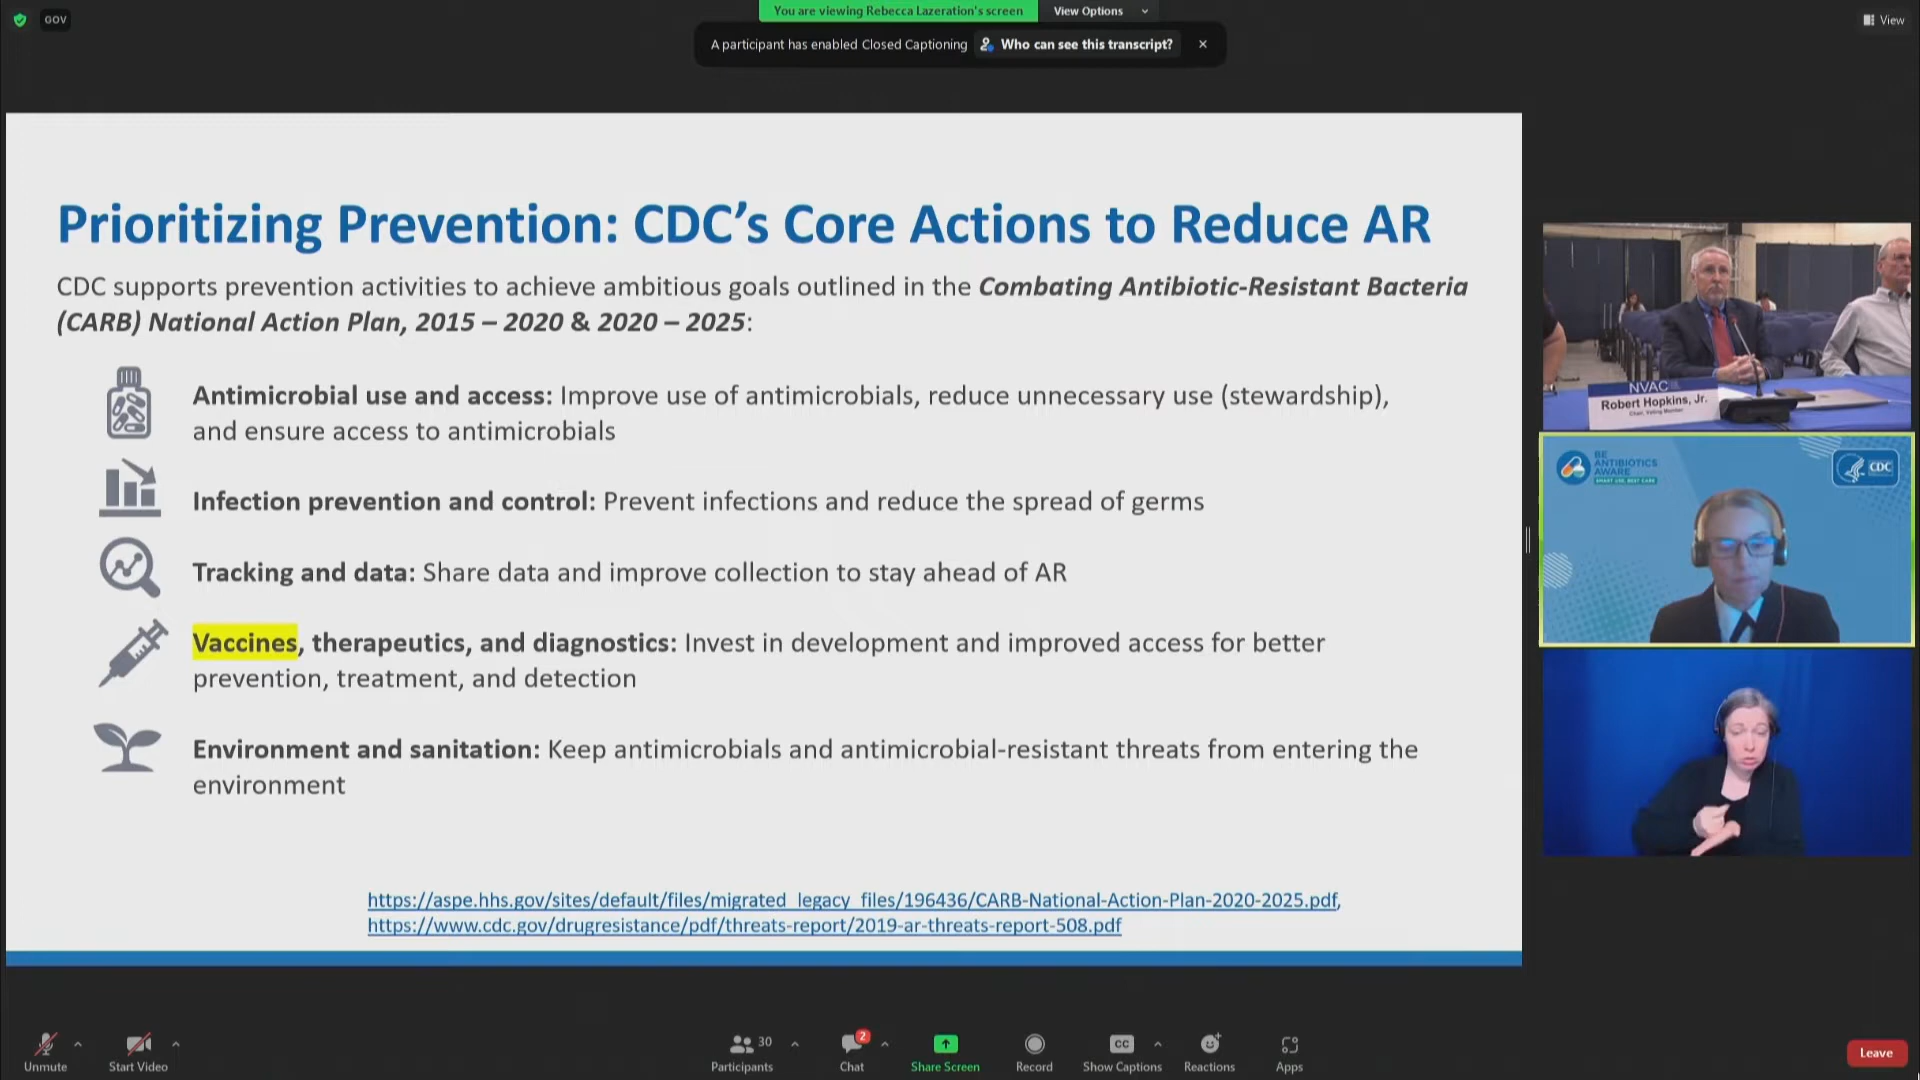 GOV
You are viewing Rebecca Lazeration's screen
View Options
A participant has enabled Closed Captioning
Who can see this transcript?
View
Prioritizing Prevention: CDC's Core Actions to Reduce AR
CDC supports prevention activities to achieve ambitious goals outlined in the Combating Antibiotic-Resistant Bacteria
(CARB) National Action Plan, 2015 – 2020 & 2020 – 2025:
Antimicrobial use and access: Improve use of antimicrobials, reduce unnecessary use (stewardship),
and ensure access to antimicrobials
Infection prevention and control: Prevent infections and reduce the spread of germs
Tracking and data: Share data and improve collection to stay ahead of AR
Vaccines, therapeutics, and diagnostics: Invest in development and improved access for better
prevention, treatment, and detection
Environment and sanitation: Keep antimicrobials and antimicrobial-resistant threats from entering the
environment
https://aspe.hhs.gov/sites/default/files/migrated_legacy_files/196436/CARB-National-Action-Plan-2020-2025.pdf,
https://www.cdc.gov/drugresistance/pdf/threats-report/2019-ar-threats-report-508.pdf
NVAC
Robert Hopkins, Jr.
Chair, Voting Member
BE
ANTIBIOTICS
AWARE
SMART USE, BEST CARE
CDC
Unmute
Start Video
30
Participants
2
Chat
Share Screen
Record
CC
Show Captions
Reactions
Apps
Leave